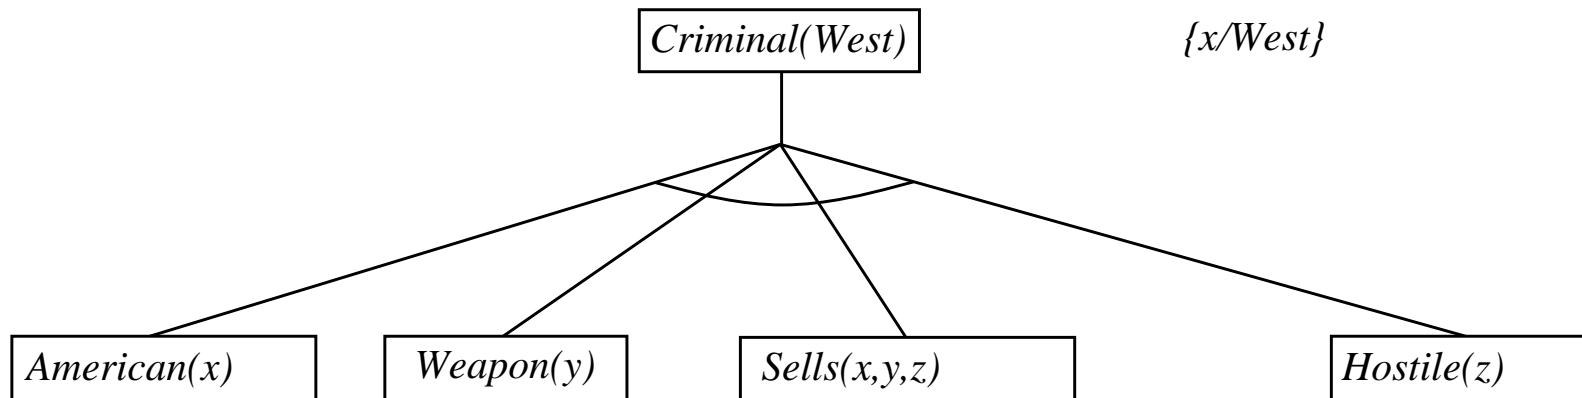 Criminal(West) {x/West}
American(x) Weapon(y) Sells(x,y,z) Hostile(z)